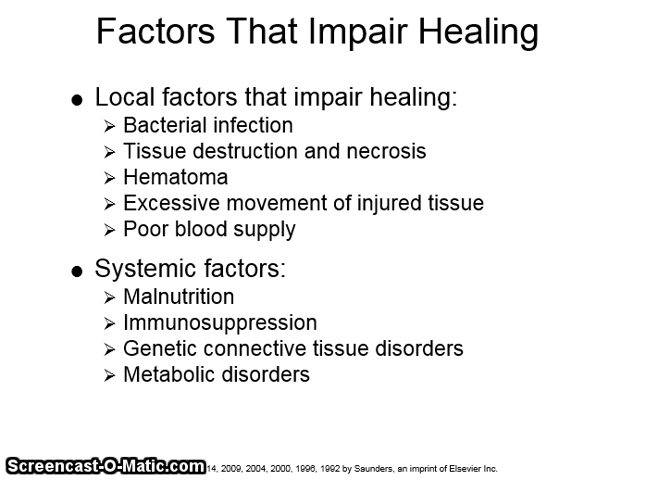 Factors That Impair Healing
Local factors that impair healing:
Bacterial infection
Tissue destruction and necrosis
Hematoma
Excessive movement of injured tissue
Poor blood supply
Systemic factors:
Malnutrition
Immunosuppression
Genetic connective tissue disorders
Metabolic disorders
Screencast-O-Matic.com 14, 2009, 2004, 2000, 1996, 1992 by Saunders, an imprint of Elsevier Inc.